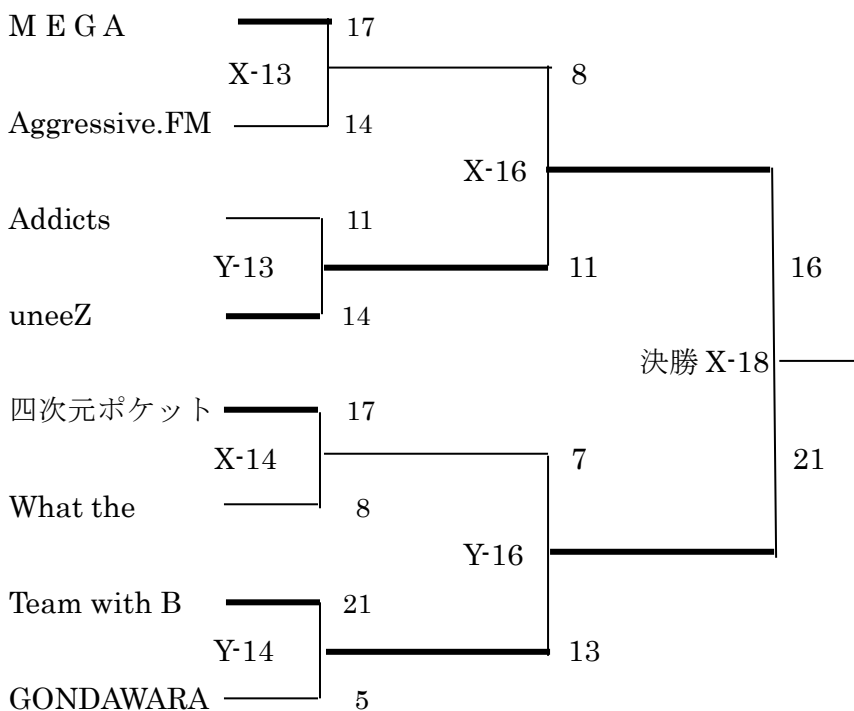 M E G A 17
X-13 8
Aggressive.FM 14
X-16
Addicts 11
Y-13 11 16
uneeZ 14
決勝 X-18
四次元ポケット 17
X-14 7 21
What the 8
Y-16
Team with B 21
Y-14 13
GONDAWARA 5